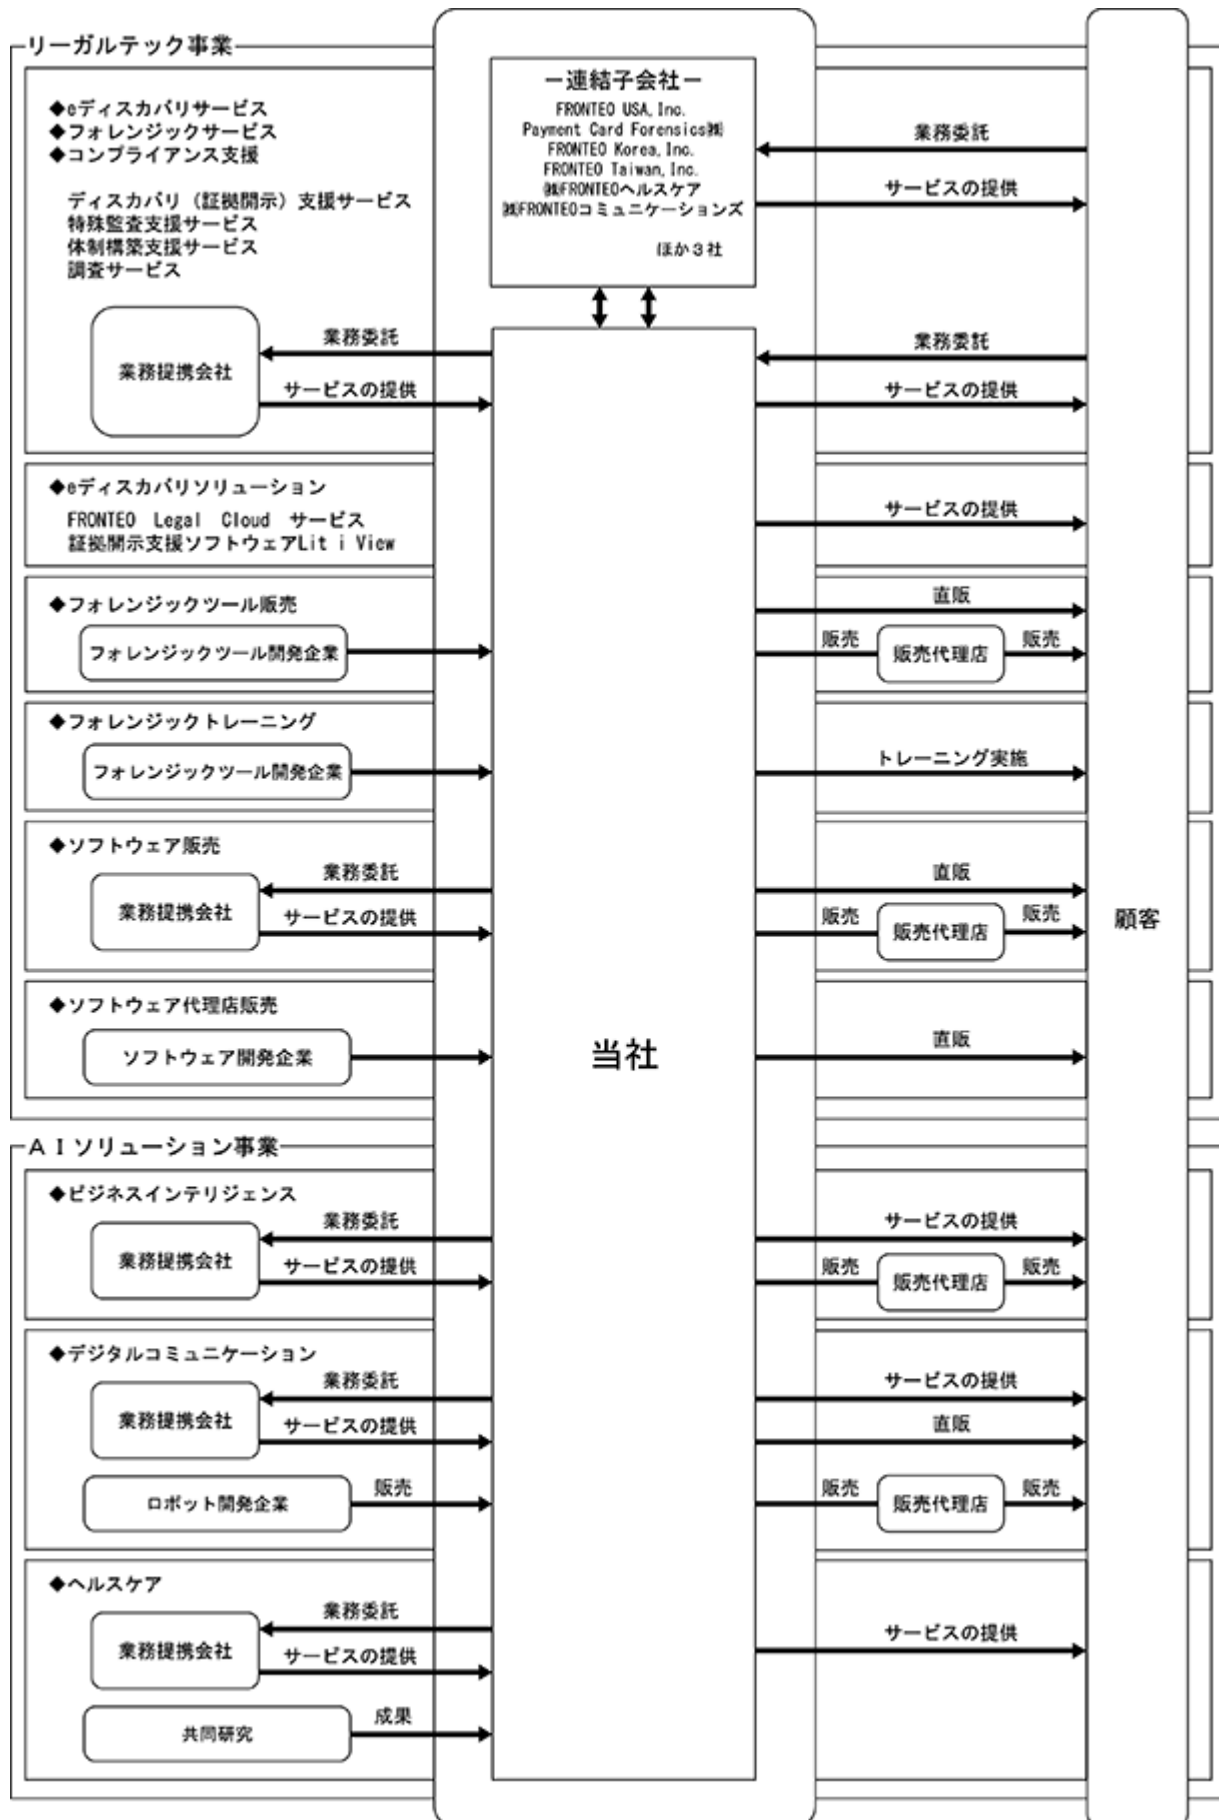 リーガルテック事業
－連結子会社－
FRONTEO USA, Inc.
Payment Card Forensics㈱
FRONTEO Korea, Inc.
FRONTEO Taiwan, Inc.
㈱FRONTEOヘルスケア
㈱FRONTEOコミュニケーションズ
ほか３社
◆eディスカバリサービス
◆フォレンジックサービス
◆コンプライアンス支援
ディスカバリ（証拠開示）支援サービス
特殊監査支援サービス
体制構築支援サービス
調査サービス
業務委託
サービスの提供
業務提携会社
業務委託
サービスの提供
業務委託
サービスの提供
◆eディスカバリソリューション
FRONTEO Legal Cloud サービス
証拠開示支援ソフトウェアLit i View
サービスの提供
◆フォレンジックツール販売
フォレンジックツール開発企業
直販
販売
販売代理店
販売
◆フォレンジックトレーニング
フォレンジックツール開発企業
トレーニング実施
◆ソフトウェア販売
業務提携会社
業務委託
サービスの提供
直販
販売
販売代理店
販売
顧客
◆ソフトウェア代理店販売
ソフトウェア開発企業
当社
直販
ＡＩソリューション事業
◆ビジネスインテリジェンス
業務提携会社
業務委託
サービスの提供
サービスの提供
販売
販売代理店
販売
◆デジタルコミュニケーション
業務提携会社
業務委託
サービスの提供
サービスの提供
直販
ロボット開発企業
販売
販売
販売代理店
販売
◆ヘルスケア
業務提携会社
業務委託
サービスの提供
サービスの提供
共同研究
成果